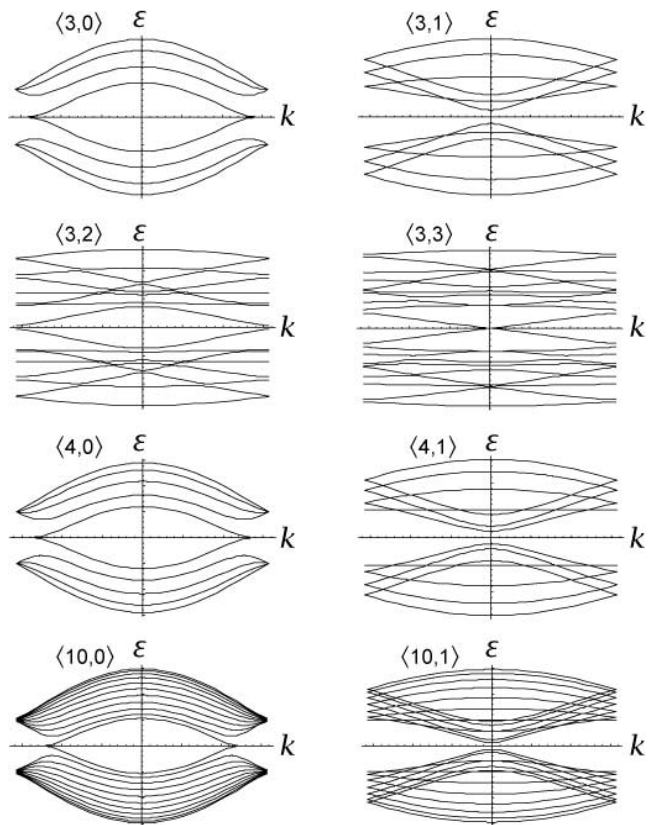 ⟨3,0⟩ ε ⟨3,1⟩ ε
k k
⟨3,2⟩ ε ⟨3,3⟩ ε
k k
⟨4,0⟩ ε ⟨4,1⟩ ε
k k
⟨10,0⟩ ε ⟨10,1⟩ ε
k k